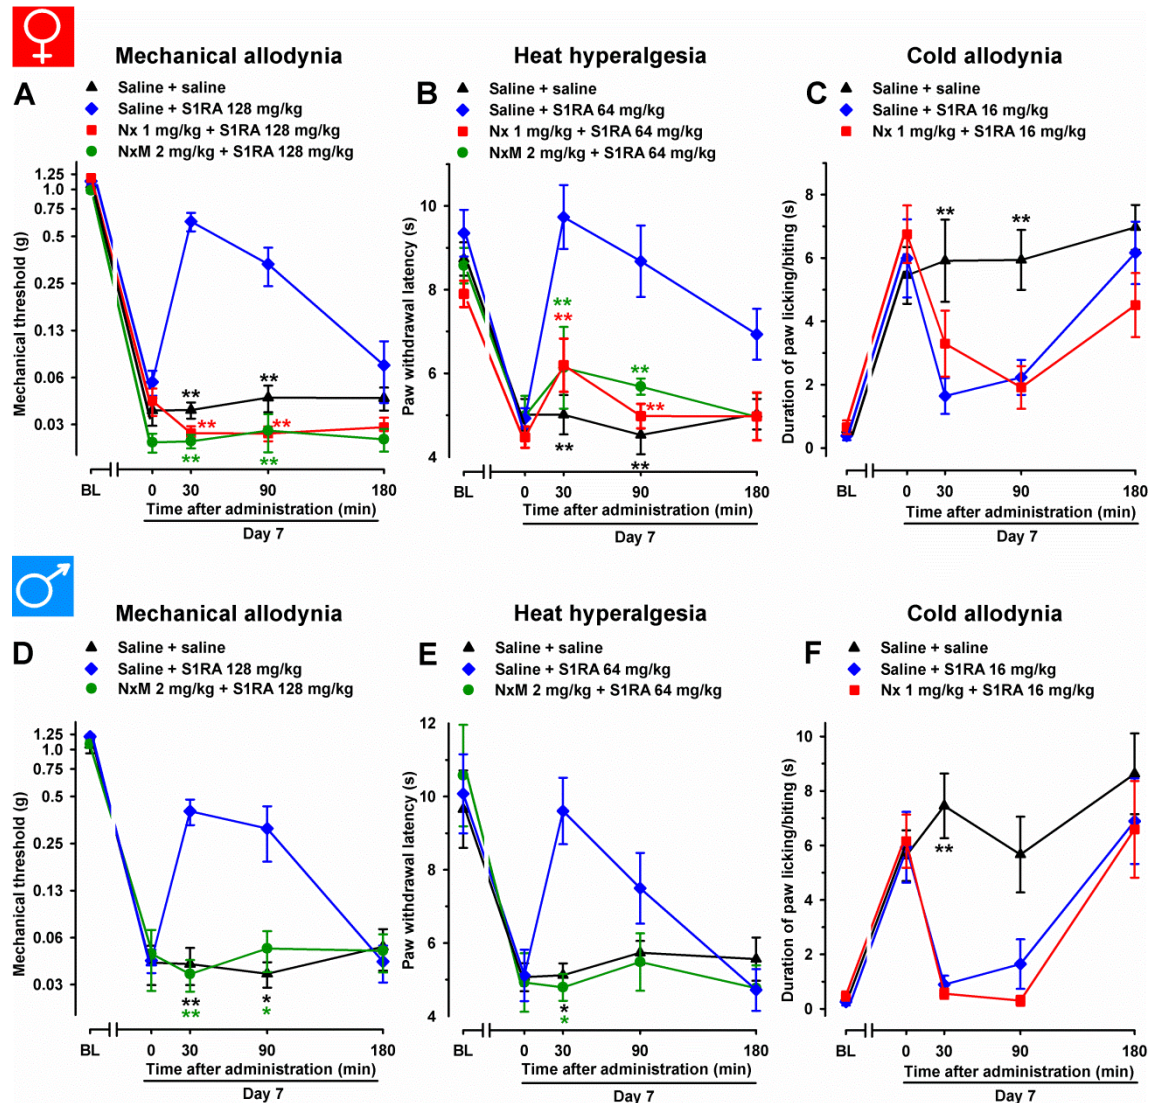 Mechanical allodynia
A
Saline + saline
Saline + S1RA 128 mg/kg
Nx 1 mg/kg + S1RA 128 mg/kg
NxM 2 mg/kg + S1RA 128 mg/kg
Mechanical threshold (g)
1.25
1.0
0.75
0.5
0.25
0.13
0.06
0.03
**
**
**
**
**
**
BL
0
30
90
180
Time after administration (min)
Day 7
Heat hyperalgesia
B
Saline + saline
Saline + S1RA 64 mg/kg
Nx 1 mg/kg + S1RA 64 mg/kg
NxM 2 mg/kg + S1RA 64 mg/kg
Paw withdrawal latency (s)
10
8
6
4
**
**
**
**
**
**
BL
0
30
90
180
Time after administration (min)
Day 7
Cold allodynia
C
Saline + saline
Saline + S1RA 16 mg/kg
Nx 1 mg/kg + S1RA 16 mg/kg
Duration of paw licking/biting (s)
8
6
4
2
0
**
**
BL
0
30
90
180
Time after administration (min)
Day 7
Mechanical allodynia
D
Saline + saline
Saline + S1RA 128 mg/kg
NxM 2 mg/kg + S1RA 128 mg/kg
Mechanical threshold (g)
1.25
1.0
0.75
0.5
0.25
0.13
0.06
0.03
**
**
*
*
BL
0
30
90
180
Time after administration (min)
Day 7
Heat hyperalgesia
E
Saline + saline
Saline + S1RA 64 mg/kg
NxM 2 mg/kg + S1RA 64 mg/kg
Paw withdrawal latency (s)
12
10
8
6
4
*
*
BL
0
30
90
180
Time after administration (min)
Day 7
Cold allodynia
F
Saline + saline
Saline + S1RA 16 mg/kg
Nx 1 mg/kg + S1RA 16 mg/kg
Duration of paw licking/biting (s)
10
8
6
4
2
0
**
BL
0
30
90
180
Time after administration (min)
Day 7